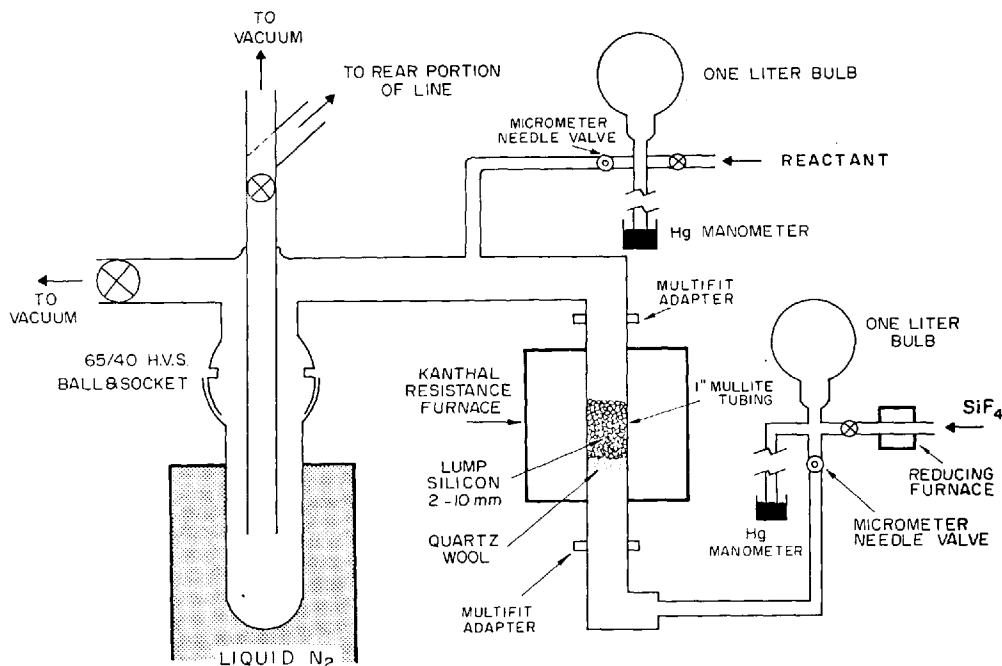 TO
VACUUM
TO REAR PORTION
OF LINE
ONE LITER BULB
MICROMETER
NEEDLE VALVE
REACTANT
Hg MANOMETER
TO
VACUUM
MULTIFIT
ADAPTER
ONE LITER
BULB
65/40 H.V.S.
BALL & SOCKET
KANTHAL
RESISTANCE
FURNACE
1" MULLITE
TUBING
SiF4
LUMP
SILICON
2-10 mm
REDUCING
FURNACE
QUARTZ
WOOL
Hg
MANOMETER
MICROMETER
NEEDLE VALVE
MULTIFIT
ADAPTER
LIQUID N2